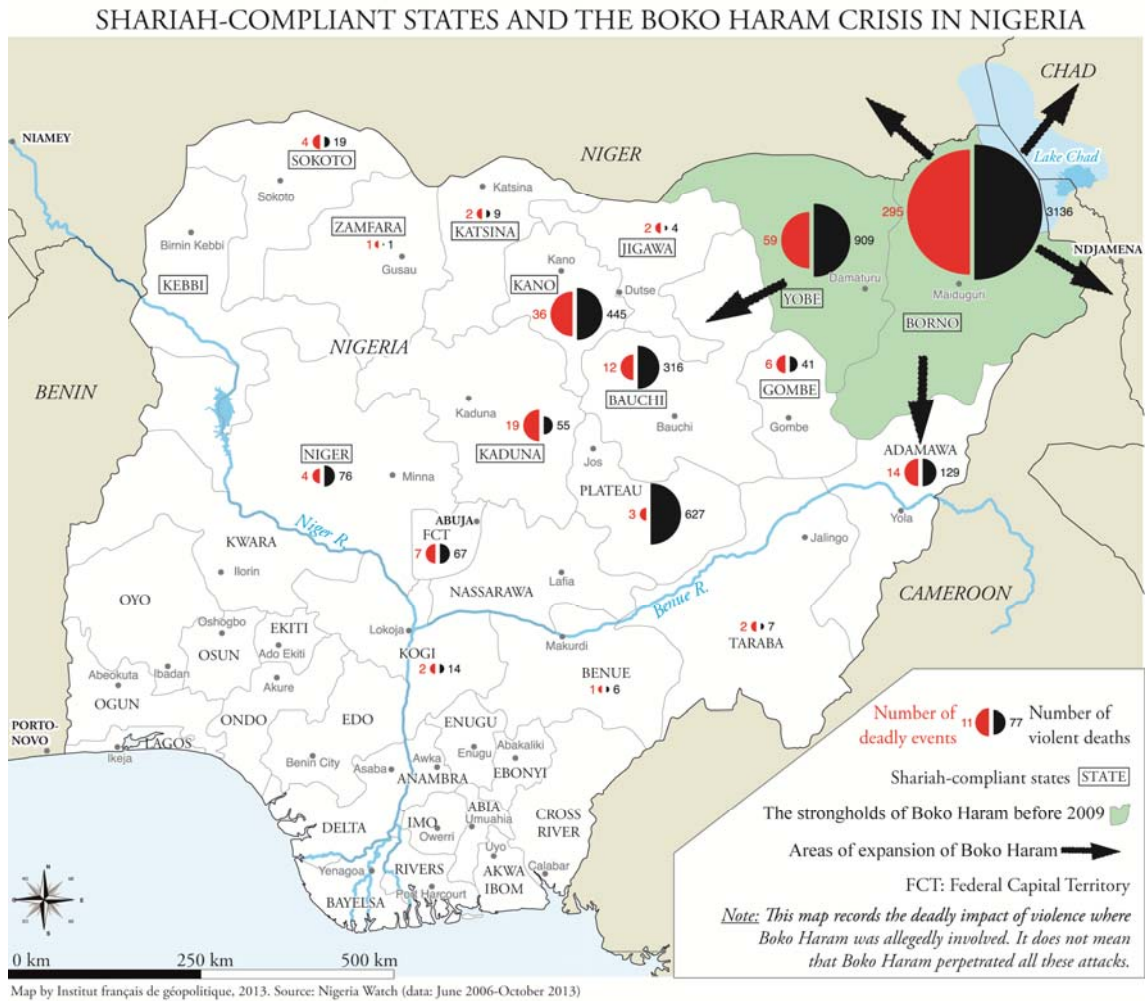 SHARIAH-COMPLIANT STATES AND THE BOKO HARAM CRISIS IN NIGERIA
CHAD
NIAMEY
4 19
SOKOTO
NIGER
Lake Chad
Sokoto
Katsina
2 9
KATSINA
295 3136
ZAMFARA
1 1
2 4
JIGAWA
Birnin Kebbi
59 909
NDJAMENA
KEBBI
Gusau
Kano
KANO
Dutse
Damaturu
YOBE
Maiduguri
BORNO
36 445
NIGERIA
12 316
BAUCHI
6 41
GOMBE
BENIN
Kaduna
19 55
KADUNA
Bauchi
Gombe
NIGER
4 76
Minna
Jos
ADAMAWA
14 129
PLATEAU
3 627
Yola
Niger R.
ABUJA
FCT
7 67
KWARA
Ilorin
Jalingo
NASSARAWA
Lafia
Benue R.
CAMEROON
OYO
Oshogbo
EKITI
Lokoja
Makurdi
2 7
TARABA
OSUN
Ado Ekiti
KOGI
2 14
Abeokuta
Ibadan
Akure
BENUE
1 6
OGUN
ONDO
EDO
ENUGU
PORTO-
NOVO
LAGOS
Ikeja
Benin City
Asaba
Awka
Enugu
Abakaliki
ANAMBRA
EBONYI
DELTA
IMO
Owerri
ABIA
Umuahia
CROSS
RIVER
Uyo
Yenagoa
RIVERS
AKWA
IBOM
Calabar
BAYELSA
Port Harcourt
Number of
deadly events
11 77
Number of
violent deaths
Shariah-compliant states STATE
The strongholds of Boko Haram before 2009
Areas of expansion of Boko Haram
FCT: Federal Capital Territory
Note: This map records the deadly impact of violence where
Boko Haram was allegedly involved. It does not mean
that Boko Haram perpetrated all these attacks.
N
E
S
0 km 250 km 500 km
Map by Institut français de géopolitique, 2013. Source: Nigeria Watch (data: June 2006-October 2013)